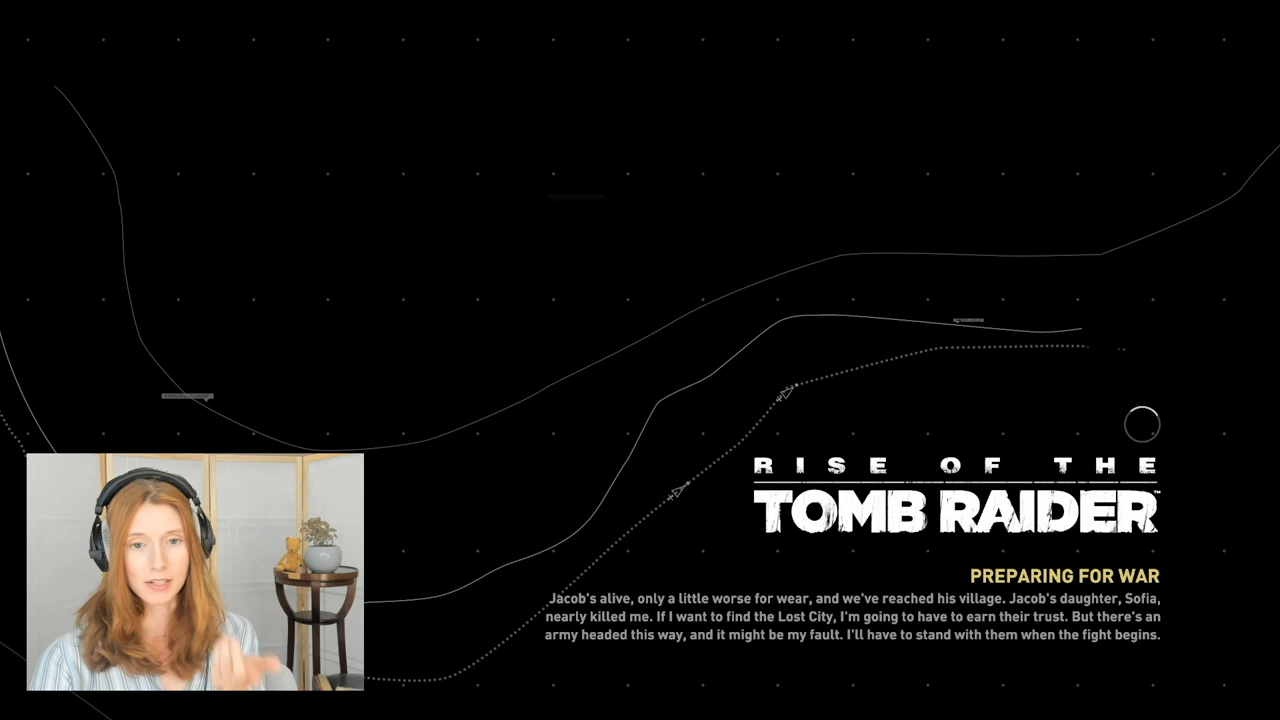 RISE OF THE
TOMB RAIDER™
PREPARING FOR WAR
Jacob's alive, only a little worse for wear, and we've reached his village. Jacob's daughter, Sofia,
nearly killed me. If I want to find the Lost City, I'm going to have to earn their trust. But there's an
army headed this way, and it might be my fault. I'll have to stand with them when the fight begins.